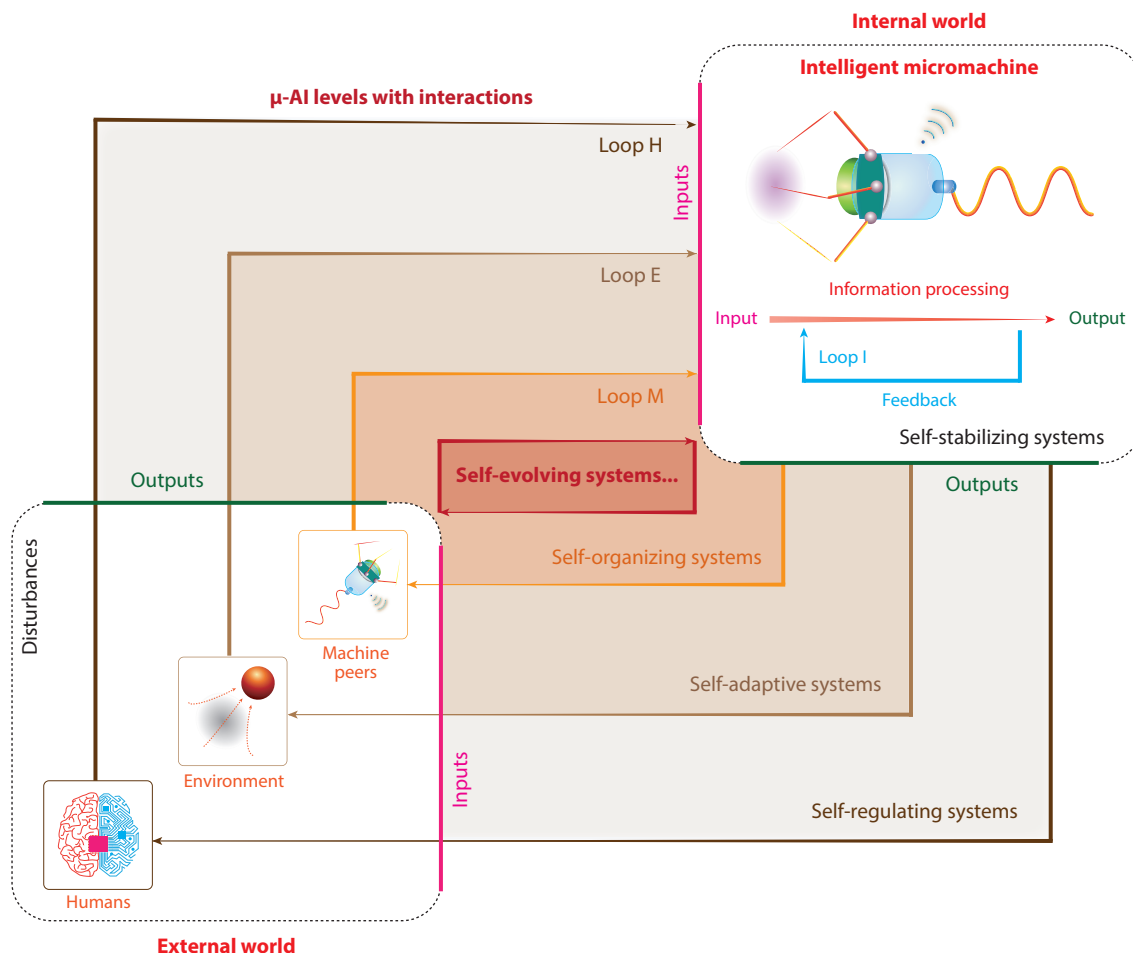 Internal world
Intelligent micromachine
μ-AI levels with interactions
Loop H
Inputs
Loop E
Information processing
Input
Output
Loop I
Feedback
Loop M
Self-stabilizing systems
Outputs
Self-evolving systems...
Outputs
Disturbances
Self-organizing systems
Machine
peers
Self-adaptive systems
Environment
Inputs
Self-regulating systems
Humans
External world